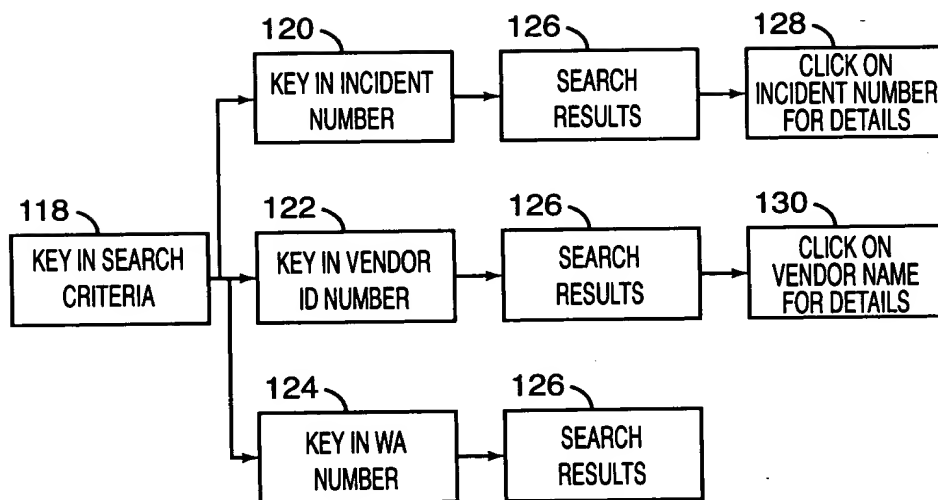 120
KEY IN INCIDENT
NUMBER
126
SEARCH
RESULTS
128
CLICK ON
INCIDENT NUMBER
FOR DETAILS
118
KEY IN SEARCH
CRITERIA
122
KEY IN VENDOR
ID NUMBER
126
SEARCH
RESULTS
130
CLICK ON
VENDOR NAME
FOR DETAILS
124
KEY IN WA
NUMBER
126
SEARCH
RESULTS